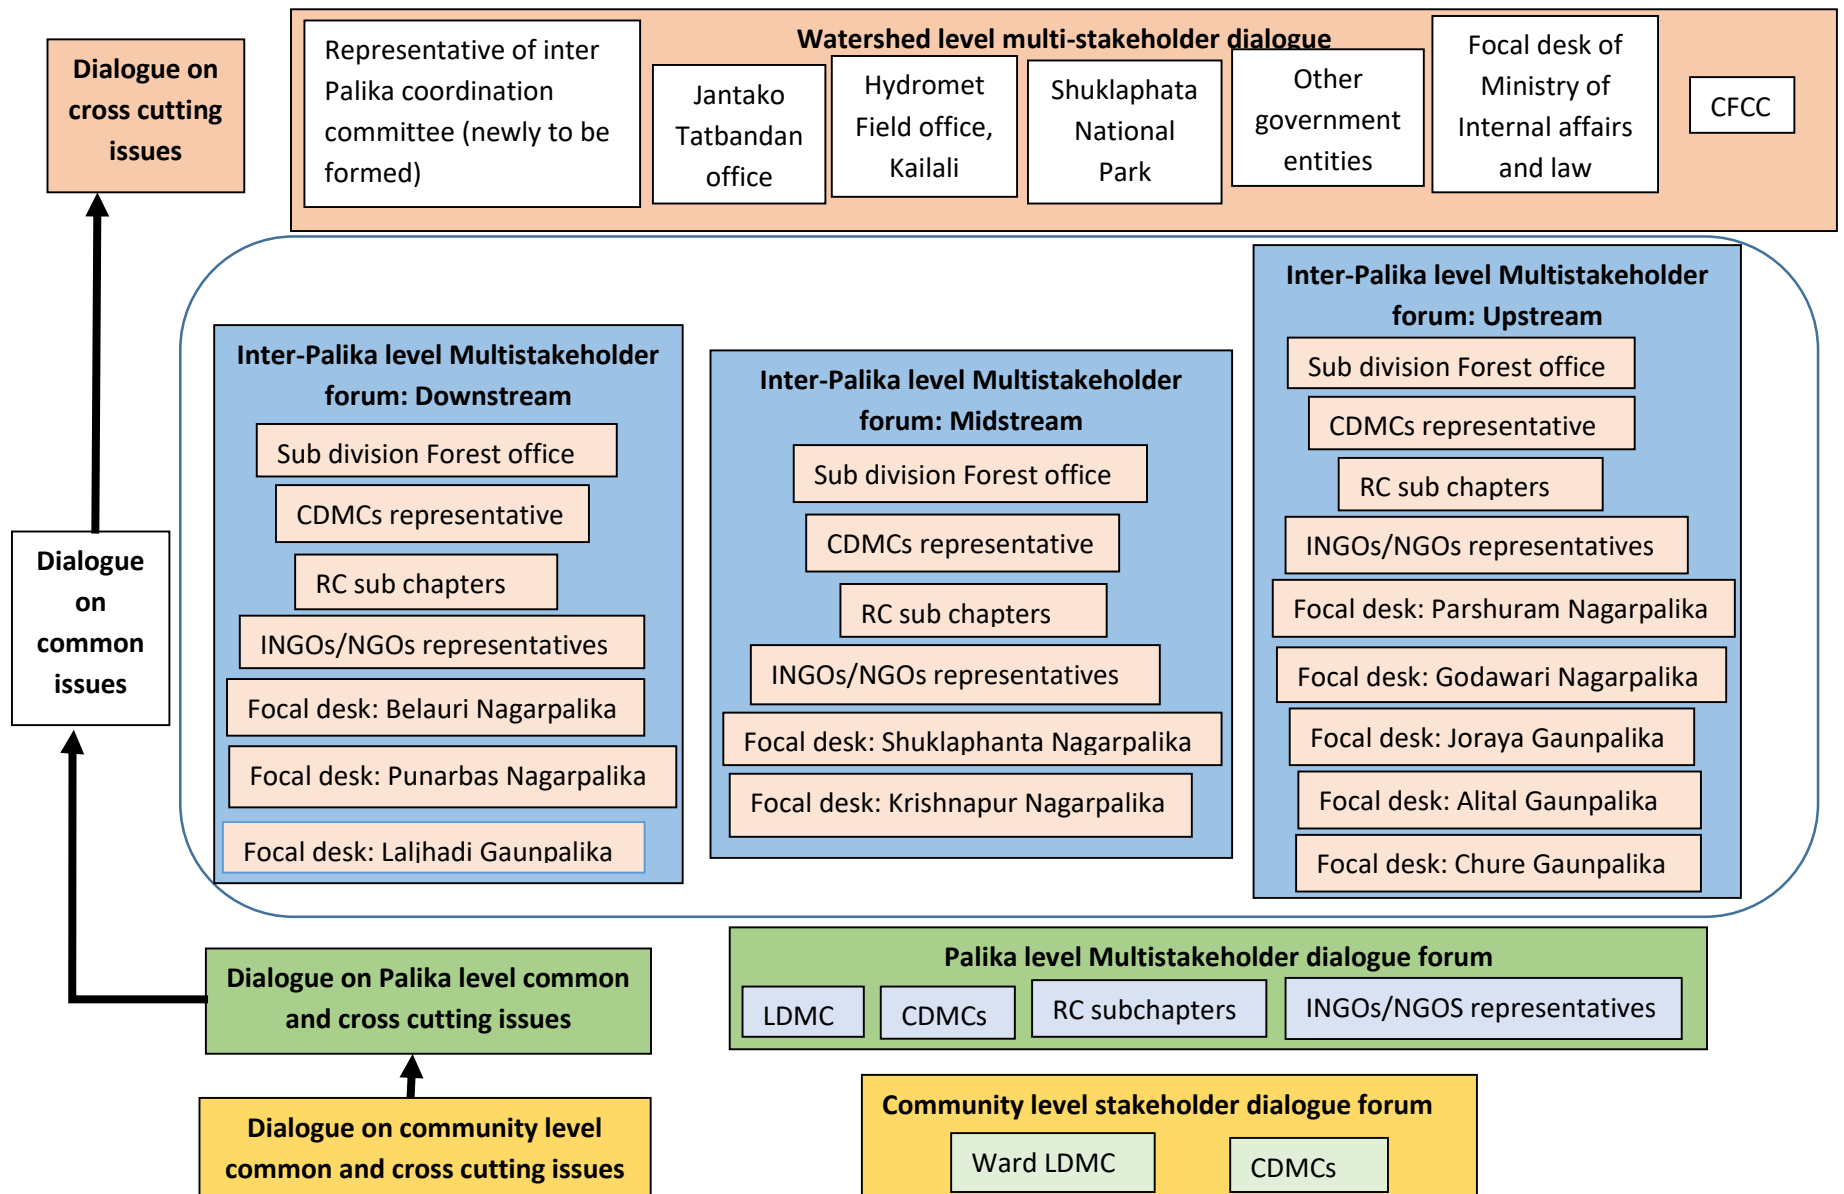 Dialogue on
cross cutting
issues
Watershed level multi-stakeholder dialogue
Representative of inter
Palika coordination
committee (newly to be
formed)
Jantako
Tatbandan
office
Hydromet
Field office,
Kailali
Shuklaphata
National
Park
Other
government
entities
Focal desk of
Ministry of
Internal affairs
and law
CFCC
Dialogue
on
common
issues
Inter-Palika level Multistakeholder
forum: Downstream
Sub division Forest office
CDMCs representative
RC sub chapters
INGOs/NGOs representatives
Focal desk: Belauri Nagarpalika
Focal desk: Punarbas Nagarpalika
Focal desk: Laljhadi Gaunpalika
Inter-Palika level Multistakeholder
forum: Midstream
Sub division Forest office
CDMCs representative
RC sub chapters
INGOs/NGOs representatives
Focal desk: Shuklaphanta Nagarpalika
Focal desk: Krishnapur Nagarpalika
Inter-Palika level Multistakeholder
forum: Upstream
Sub division Forest office
CDMCs representative
RC sub chapters
INGOs/NGOs representatives
Focal desk: Parshuram Nagarpalika
Focal desk: Godawari Nagarpalika
Focal desk: Joraya Gaunpalika
Focal desk: Alital Gaunpalika
Focal desk: Chure Gaunpalika
Dialogue on Palika level common
and cross cutting issues
Palika level Multistakeholder dialogue forum
LDMC
CDMCs
RC subchapters
INGOs/NGOS representatives
Dialogue on community level
common and cross cutting issues
Community level stakeholder dialogue forum
Ward LDMC
CDMCs